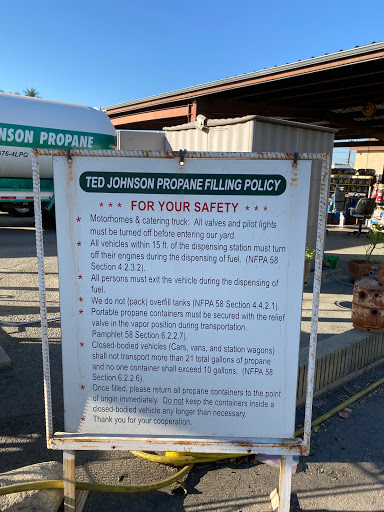 NSON PROPANE
576-4LPG
TED JOHNSON PROPANE FILLING POLICY
* * * FOR YOUR SAFETY * * *
* Motorhomes & catering truck: All valves and pilot lights
must be turned off before entering our yard.
* All vehicles within 15 ft. of the dispensing station must turn
off their engines during the dispensing of fuel. (NFPA 58
Section 4.2.3.2).
* All persons must exit the vehicle during the dispensing of
fuel.
* We do not (pack) overfill tanks (NFPA 58 Section 4.4.2.1).
* Portable propane containers must be secured with the relief
valve in the vapor position during transportation.
Pamphlet 58 Section 6.2.2.7).
* Closed-bodied vehicles (Cars, vans, and station wagons)
shall not transport more than 21 total gallons of propane
and no one container shall exceed 10 gallons. (NFPA 58
Section 6.2.2.6).
* Once filled, please return all propane containers to the point
of origin immediately. Do not keep the containers inside a
closed-bodied vehicle any longer than necessary.
Thank you for your cooperation.